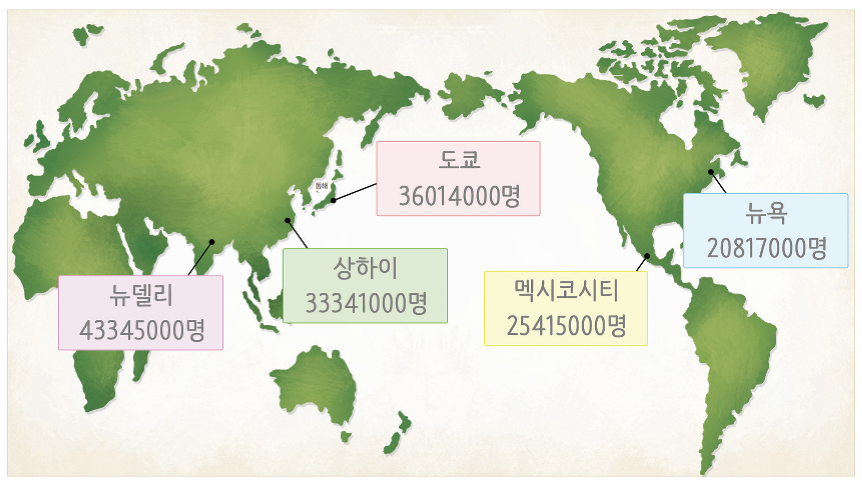 도쿄
36014000명
동해
뉴욕
20817000명
상하이
33341000명
멕시코시티
25415000명
뉴델리
43345000명